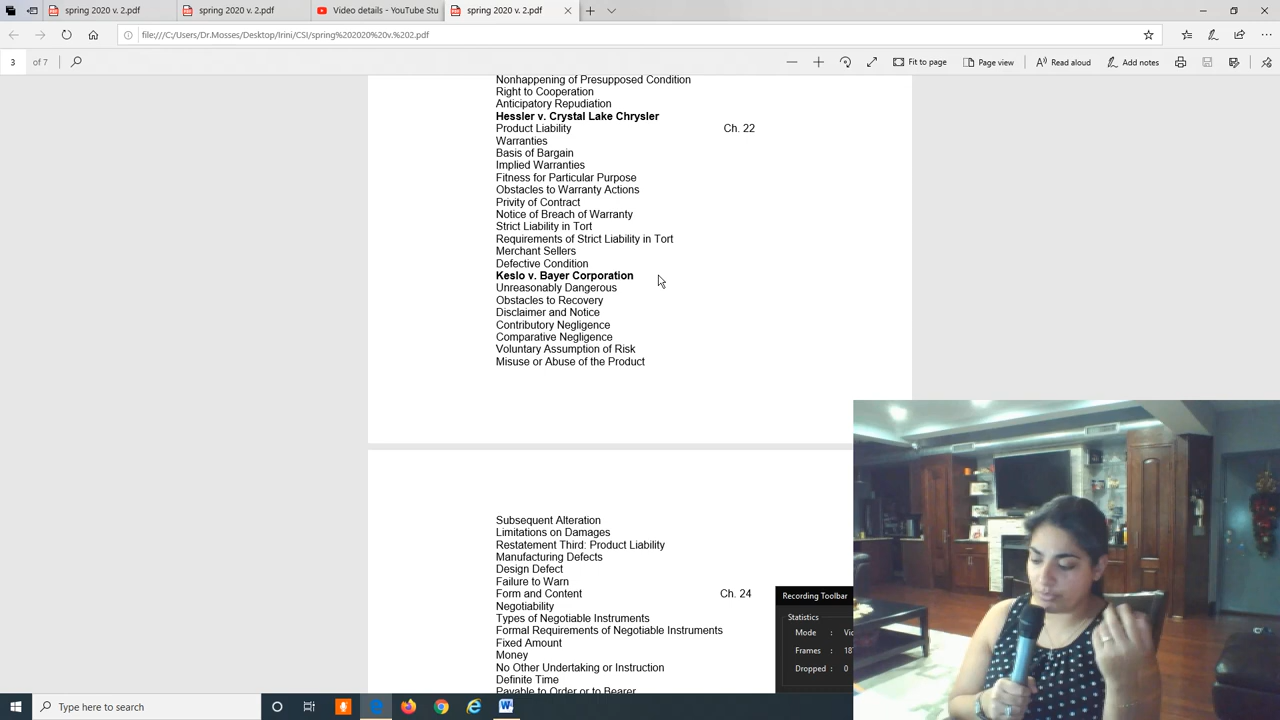 spring 2020 v. 2.pdf
spring 2020 v. 2.pdf
Video details - YouTube Stu
spring 2020 v. 2.pdf
file:///C:/Users/Dr.Mosses/Desktop/Irini/CSI/spring%202020%20v.%202.pdf
3 of 7
Fit to page
Page view
Read aloud
Add notes
Nonhappening of Presupposed Condition
Right to Cooperation
Anticipatory Repudiation
Hessler v. Crystal Lake Chrysler
Product Liability Ch. 22
Warranties
Basis of Bargain
Implied Warranties
Fitness for Particular Purpose
Obstacles to Warranty Actions
Privity of Contract
Notice of Breach of Warranty
Strict Liability in Tort
Requirements of Strict Liability in Tort
Merchant Sellers
Defective Condition
Keslo v. Bayer Corporation
Unreasonably Dangerous
Obstacles to Recovery
Disclaimer and Notice
Contributory Negligence
Comparative Negligence
Voluntary Assumption of Risk
Misuse or Abuse of the Product
Subsequent Alteration
Limitations on Damages
Restatement Third: Product Liability
Manufacturing Defects
Design Defect
Failure to Warn
Form and Content Ch. 24
Negotiability
Types of Negotiable Instruments
Formal Requirements of Negotiable Instruments
Fixed Amount
Money
No Other Undertaking or Instruction
Definite Time
Payable to Order or to Bearer
Recording Toolbar
Statistics
Mode :
Frames : 18
Dropped : 0
Type here to search